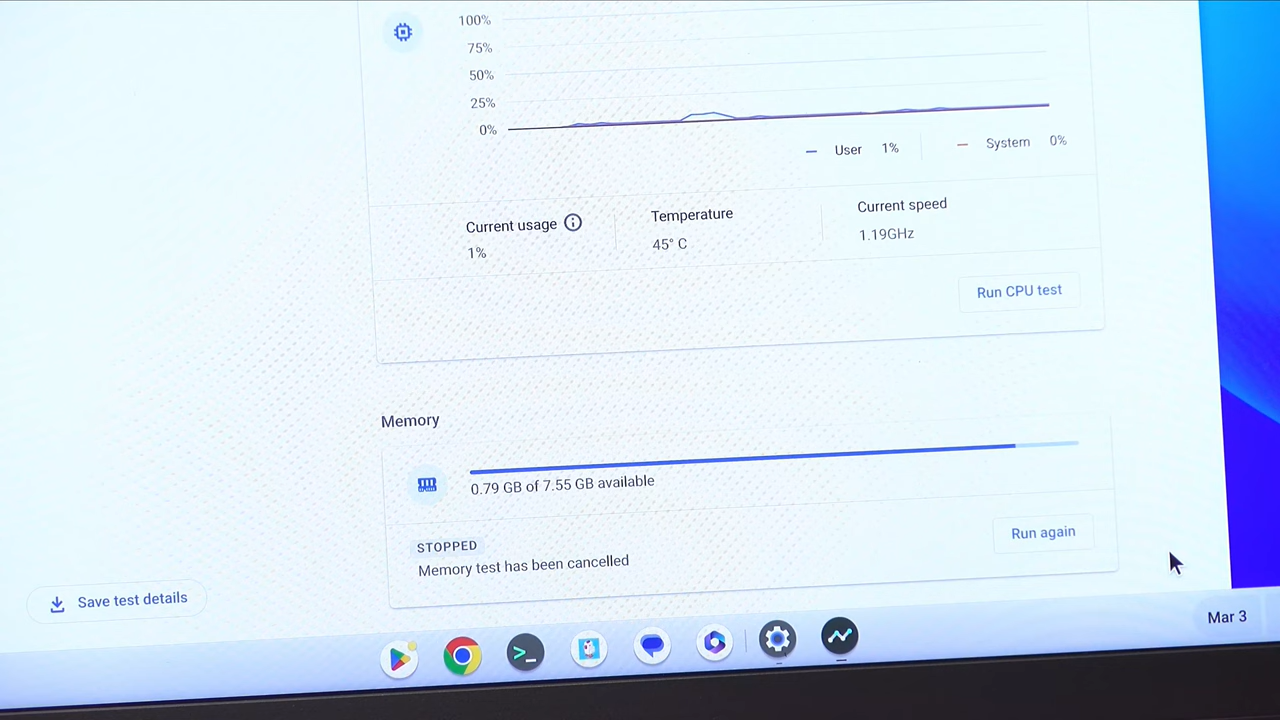 100%
75%
50%
25%
0%
User 1% System 0%
Current usage Temperature Current speed
1% 45° C 1.19GHz
Run CPU test
Memory
0.79 GB of 7.55 GB available
STOPPED
Memory test has been cancelled
Run again
Save test details
Mar 3